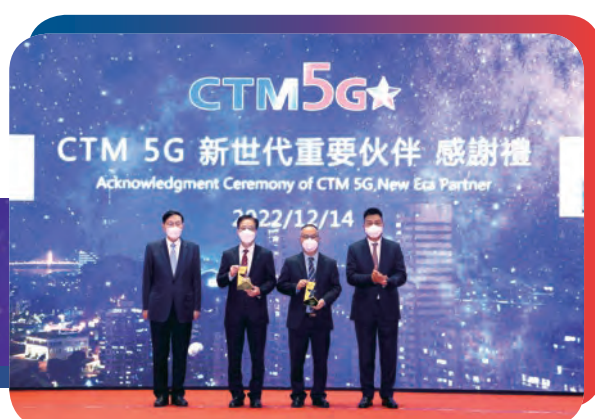 CTM5G
CTM 5G 新世代重要伙伴 感謝禮
Acknowledgment Ceremony of CTM 5G New Era Partner
2022/12/14